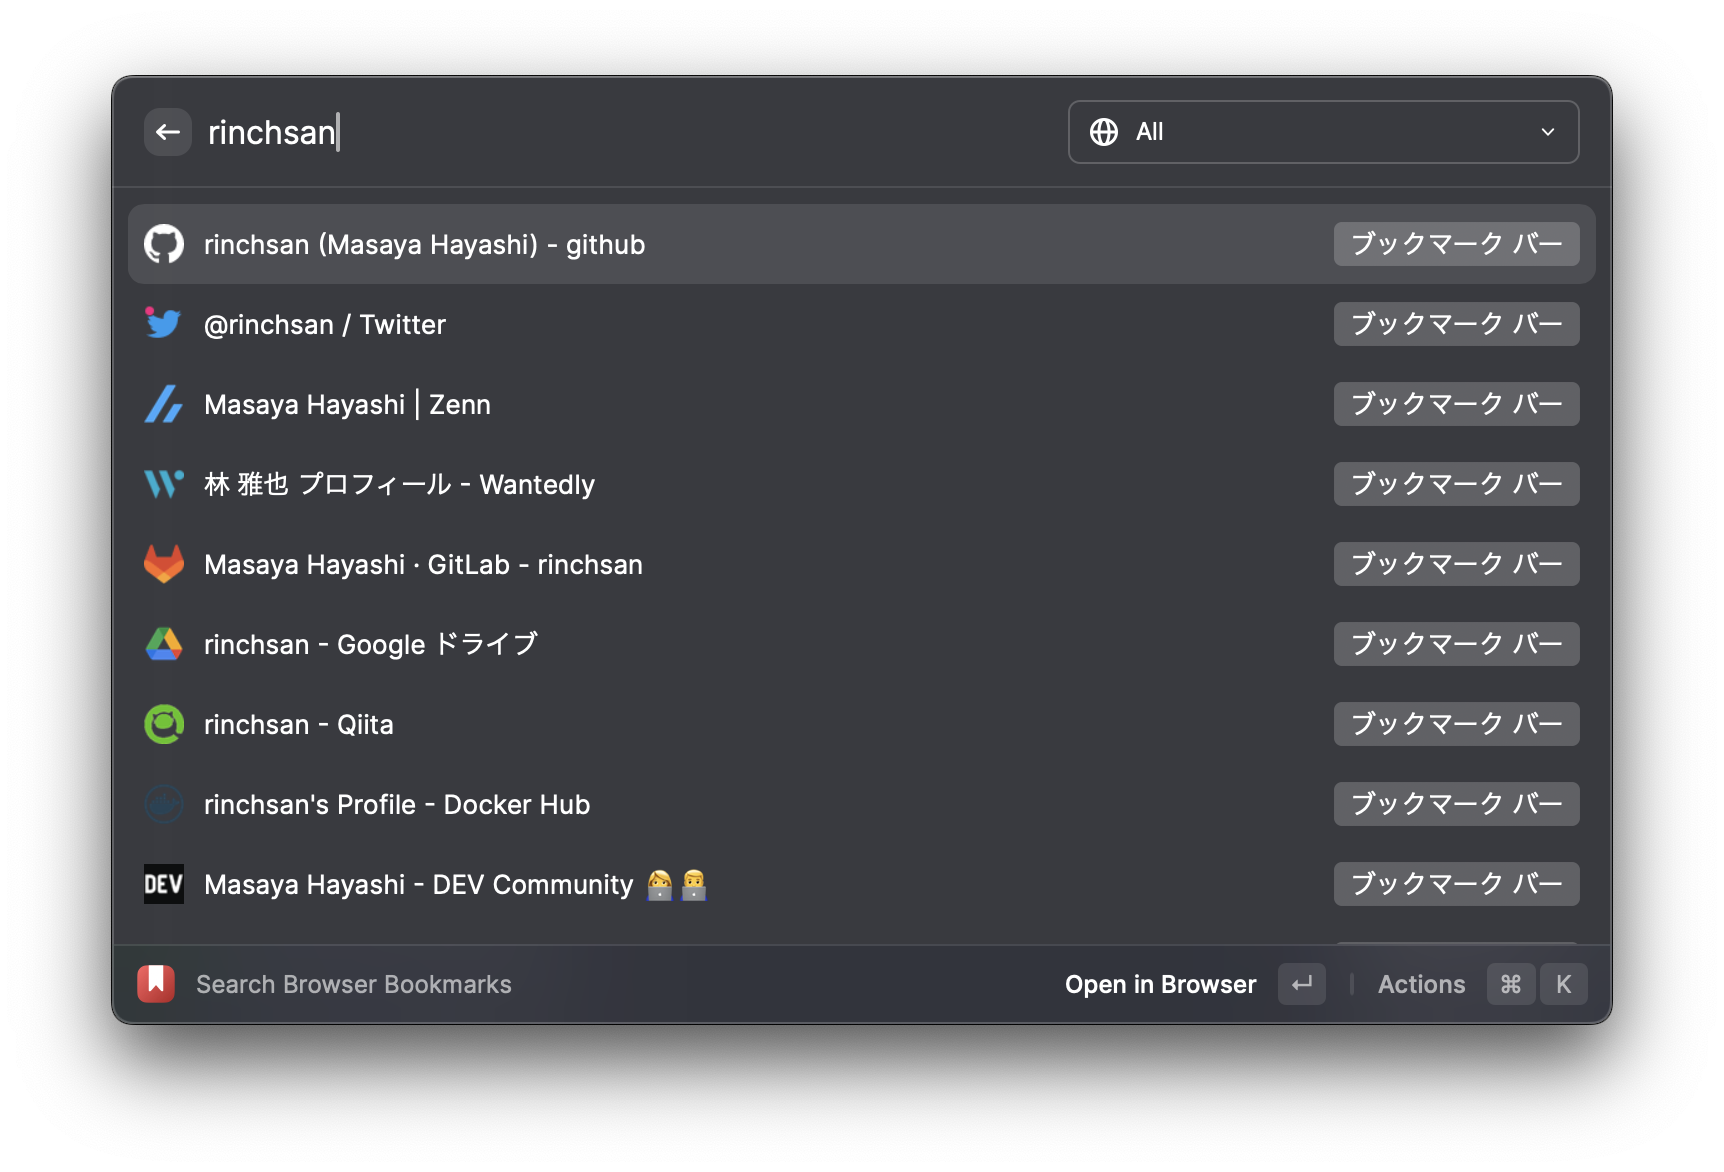 rinchsan
All
rinchsan (Masaya Hayashi) - github ブックマーク バー
@rinchsan / Twitter ブックマーク バー
Masaya Hayashi | Zenn ブックマーク バー
林 雅也 プロフィール - Wantedly ブックマーク バー
Masaya Hayashi · GitLab - rinchsan ブックマーク バー
rinchsan - Google ドライブ ブックマーク バー
rinchsan - Qiita ブックマーク バー
rinchsan's Profile - Docker Hub ブックマーク バー
DEV Masaya Hayashi - DEV Community 👩‍💻👨‍💻 ブックマーク バー
Search Browser Bookmarks Open in Browser ↵ Actions ⌘ K